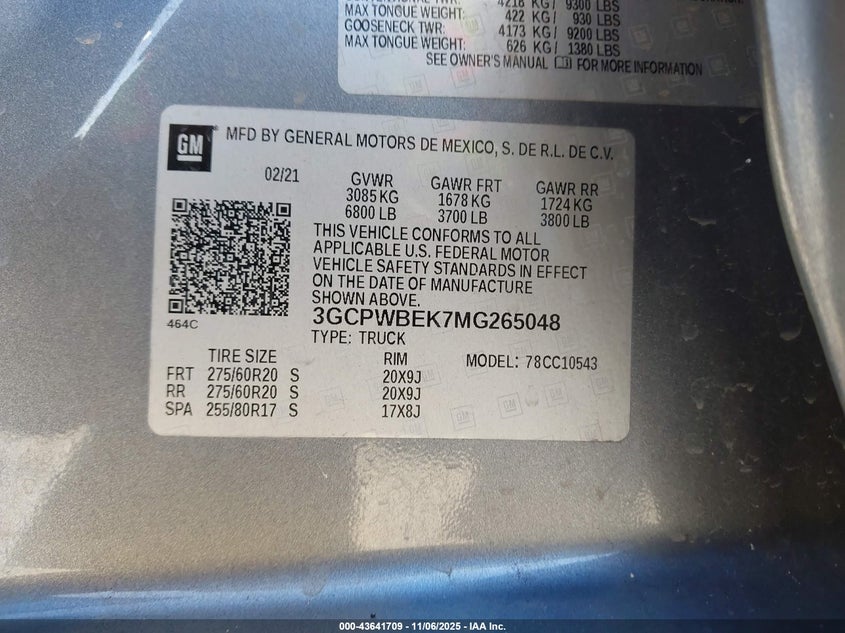 4218 KG / 9300 LBS
MAX TONGUE WEIGHT: 422 KG / 930 LBS
GOOSENECK TWR: 4173 KG / 9200 LBS
MAX TONGUE WEIGHT: 626 KG / 1380 LBS
SEE OWNER'S MANUAL FOR MORE INFORMATION
GM MFD BY GENERAL MOTORS DE MEXICO, S. DE R.L. DE C.V.
02/21 GVWR GAWR FRT GAWR RR
3085 KG 1678 KG 1724 KG
6800 LB 3700 LB 3800 LB
THIS VEHICLE CONFORMS TO ALL
APPLICABLE U.S. FEDERAL MOTOR
VEHICLE SAFETY STANDARDS IN EFFECT
ON THE DATE OF MANUFACTURE
SHOWN ABOVE.
464C
3GCPWBEK7MG265048
TYPE: TRUCK
TIRE SIZE RIM MODEL: 78CC10543
FRT 275/60R20 S 20X9J
RR 275/60R20 S 20X9J
SPA 255/80R17 S 17X8J
000-43641709 - 11/06/2025 - IAA Inc.